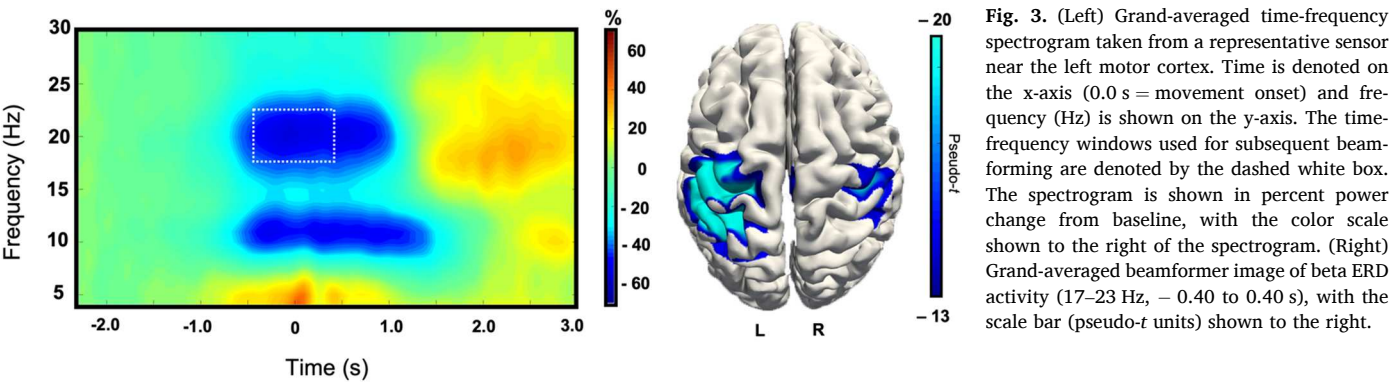 30
25
20
15
10
5
Frequency (Hz)
-2.0
-1.0
0
1.0
2.0
3.0
Time (s)
%
60
40
20
0
- 20
- 40
- 60
L
R
– 20
Pseudo-t
– 13
Fig. 3. (Left) Grand-averaged time-frequency
spectrogram taken from a representative sensor
near the left motor cortex. Time is denoted on
the x-axis (0.0 s = movement onset) and fre-
quency (Hz) is shown on the y-axis. The time-
frequency windows used for subsequent beam-
forming are denoted by the dashed white box.
The spectrogram is shown in percent power
change from baseline, with the color scale
shown to the right of the spectrogram. (Right)
Grand-averaged beamformer image of beta ERD
activity (17–23 Hz, − 0.40 to 0.40 s), with the
scale bar (pseudo-t units) shown to the right.